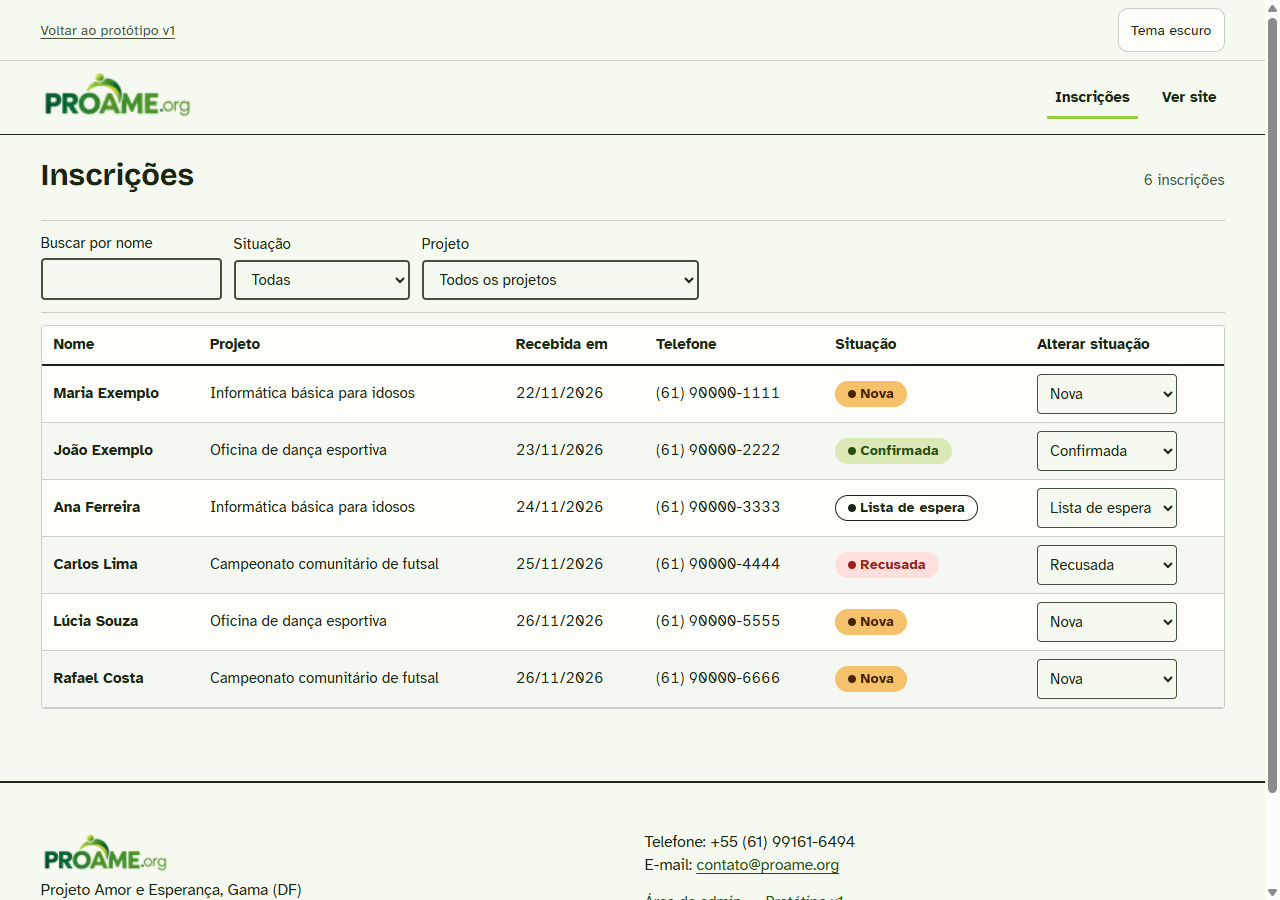 Voltar ao protótipo v1
Tema escuro
PROAME.org
Inscrições
Ver site
Inscrições
6 inscrições
Buscar por nome
Situação
Projeto
Todas
Todos os projetos
Nome Projeto Recebida em Telefone Situação Alterar situação
Maria Exemplo Informática básica para idosos 22/11/2026 (61) 90000-1111 Nova Nova
João Exemplo Oficina de dança esportiva 23/11/2026 (61) 90000-2222 Confirmada Confirmada
Ana Ferreira Informática básica para idosos 24/11/2026 (61) 90000-3333 Lista de espera Lista de espera
Carlos Lima Campeonato comunitário de futsal 25/11/2026 (61) 90000-4444 Recusada Recusada
Lúcia Souza Oficina de dança esportiva 26/11/2026 (61) 90000-5555 Nova Nova
Rafael Costa Campeonato comunitário de futsal 26/11/2026 (61) 90000-6666 Nova Nova
PROAME.org
Projeto Amor e Esperança, Gama (DF)
Telefone: +55 (61) 99161-6494
E-mail: contato@proame.org